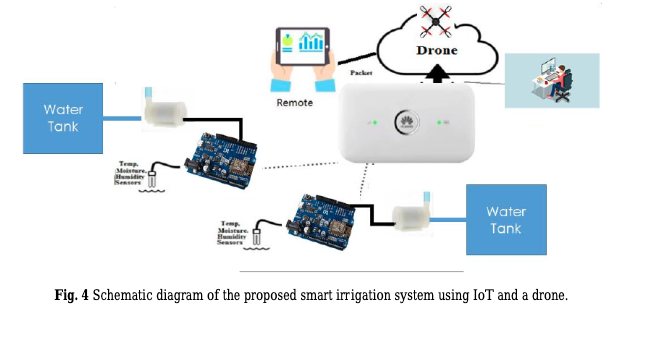 Drone
Packet
Remote
Water
Tank
Temp,
Moisture,
Humidity
Sensors
Temp,
Moisture,
Humidity
Sensors
Water
Tank
Fig. 4 Schematic diagram of the proposed smart irrigation system using IoT and a drone.